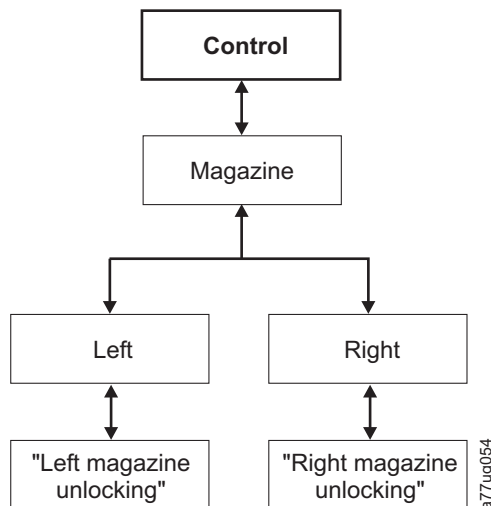 Control
Magazine
Left
Right
"Left magazine
unlocking"
"Right magazine
unlocking"
a77ug054